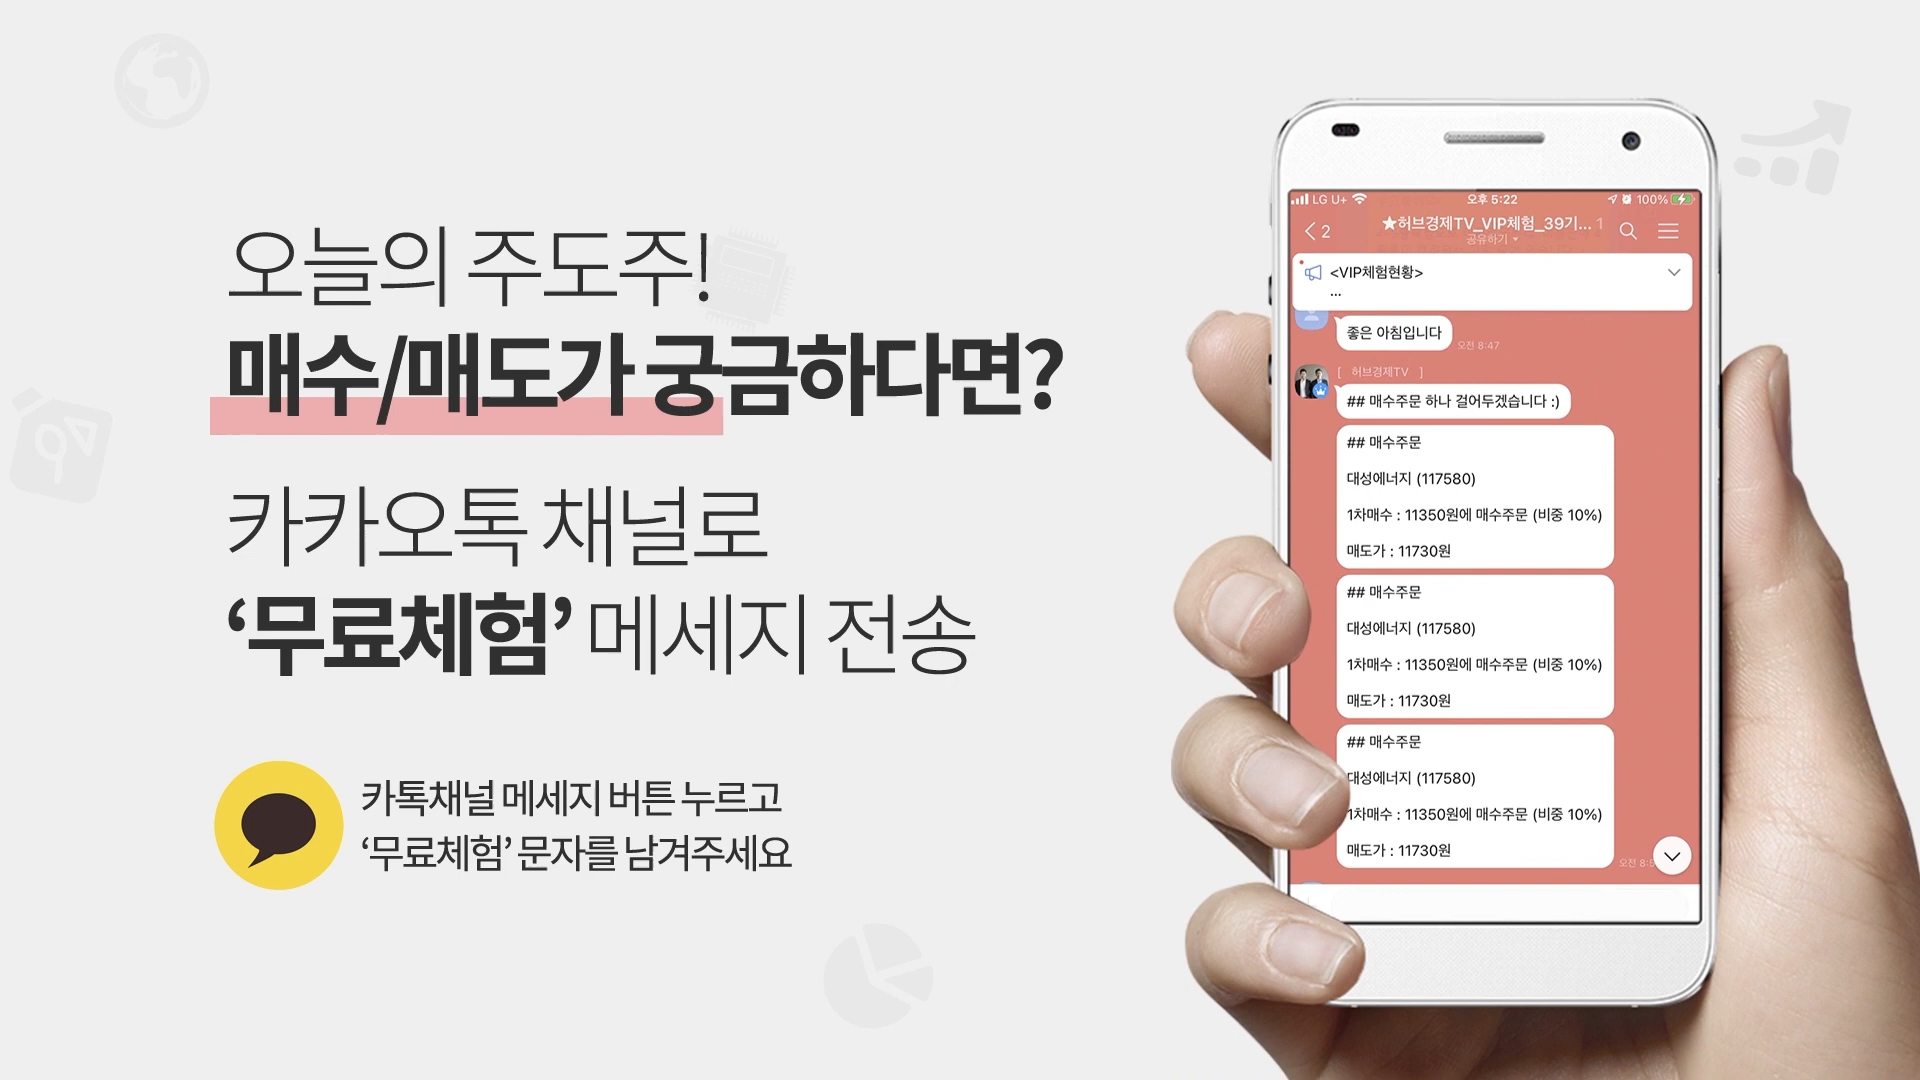 오늘의 주도주!
매수/매도가 궁금하다면?
카카오톡 채널로
‘무료체험’ 메세지 전송
카톡채널 메세지 버튼 누르고
‘무료체험’ 문자를 남겨주세요
LG U+ 오후 5:22 100%
2 ★허브경제TV_VIP체험_39기... 1
공유하기
<VIP체험현황>
...
좋은 아침입니다
오전 8:47
[ 허브경제TV ]
## 매수주문 하나 걸어두겠습니다 :)
## 매수주문
대성에너지 (117580)
1차매수 : 11350원에 매수주문 (비중 10%)
매도가 : 11730원
## 매수주문
대성에너지 (117580)
1차매수 : 11350원에 매수주문 (비중 10%)
매도가 : 11730원
## 매수주문
대성에너지 (117580)
1차매수 : 11350원에 매수주문 (비중 10%)
매도가 : 11730원
오전